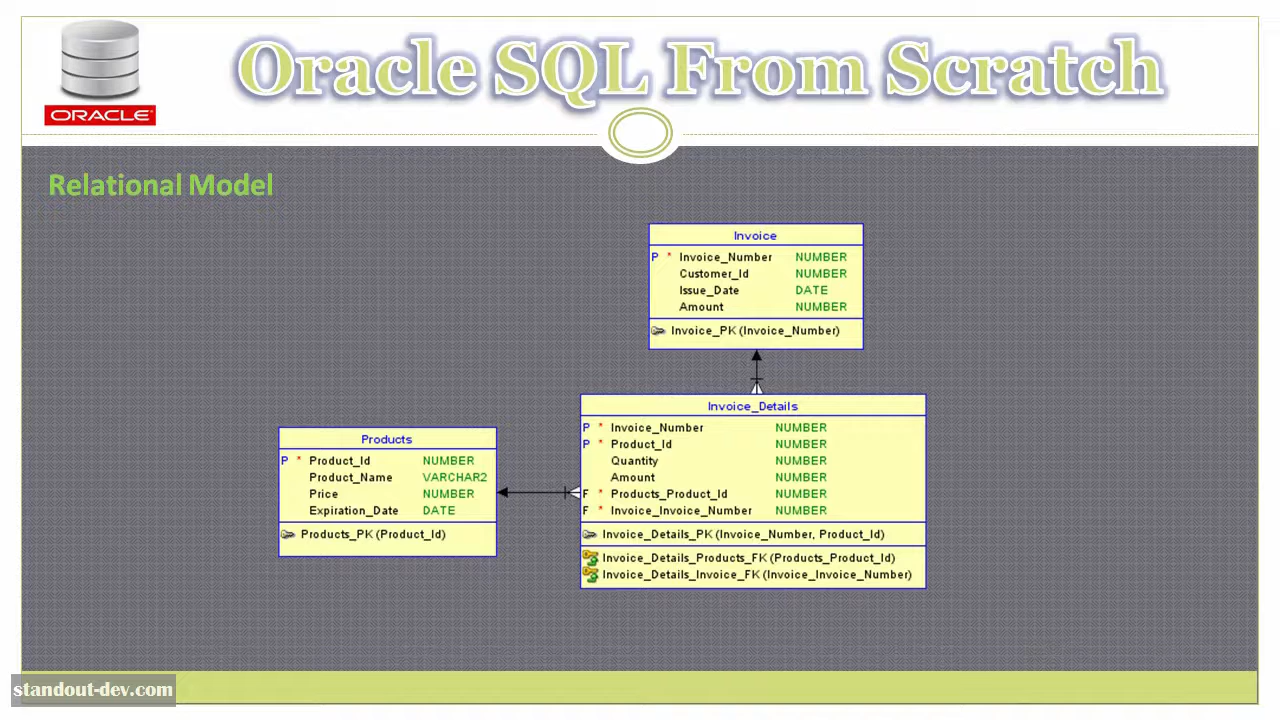 Oracle SQL From Scratch
ORACLE®
Relational Model
Invoice
P * Invoice_Number NUMBER
Customer_Id NUMBER
Issue_Date DATE
Amount NUMBER
Invoice_PK (Invoice_Number)
Invoice_Details
P * Invoice_Number NUMBER
P * Product_Id NUMBER
Quantity NUMBER
Amount NUMBER
F * Products_Product_Id NUMBER
F * Invoice_Invoice_Number NUMBER
Invoice_Details_PK (Invoice_Number, Product_Id)
Invoice_Details_Products_FK (Products_Product_Id)
Invoice_Details_Invoice_FK (Invoice_Invoice_Number)
Products
P * Product_Id NUMBER
Product_Name VARCHAR2
Price NUMBER
Expiration_Date DATE
Products_PK (Product_Id)
standout-dev.com